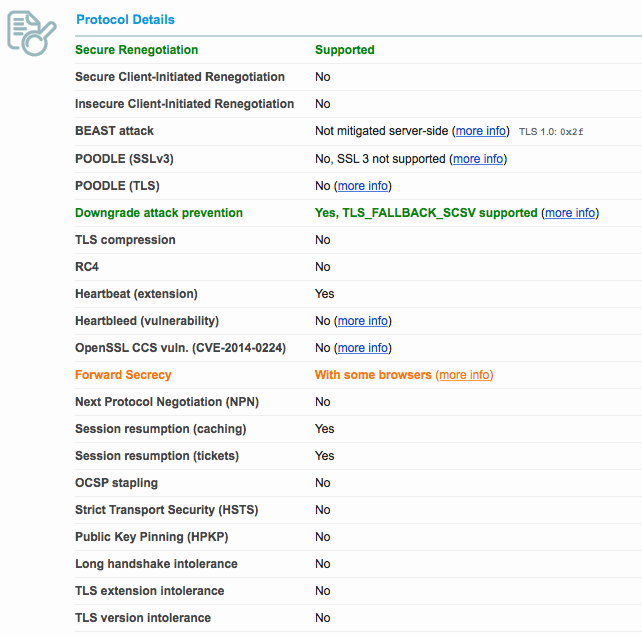 Protocol Details
Secure Renegotiation Supported
Secure Client-Initiated Renegotiation No
Insecure Client-Initiated Renegotiation No
BEAST attack Not mitigated server-side (more info) TLS 1.0: 0x2f
POODLE (SSLv3) No, SSL 3 not supported (more info)
POODLE (TLS) No (more info)
Downgrade attack prevention Yes, TLS_FALLBACK_SCSV supported (more info)
TLS compression No
RC4 No
Heartbeat (extension) Yes
Heartbleed (vulnerability) No (more info)
OpenSSL CCS vuln. (CVE-2014-0224) No (more info)
Forward Secrecy With some browsers (more info)
Next Protocol Negotiation (NPN) No
Session resumption (caching) Yes
Session resumption (tickets) Yes
OCSP stapling No
Strict Transport Security (HSTS) No
Public Key Pinning (HPKP) No
Long handshake intolerance No
TLS extension intolerance No
TLS version intolerance No